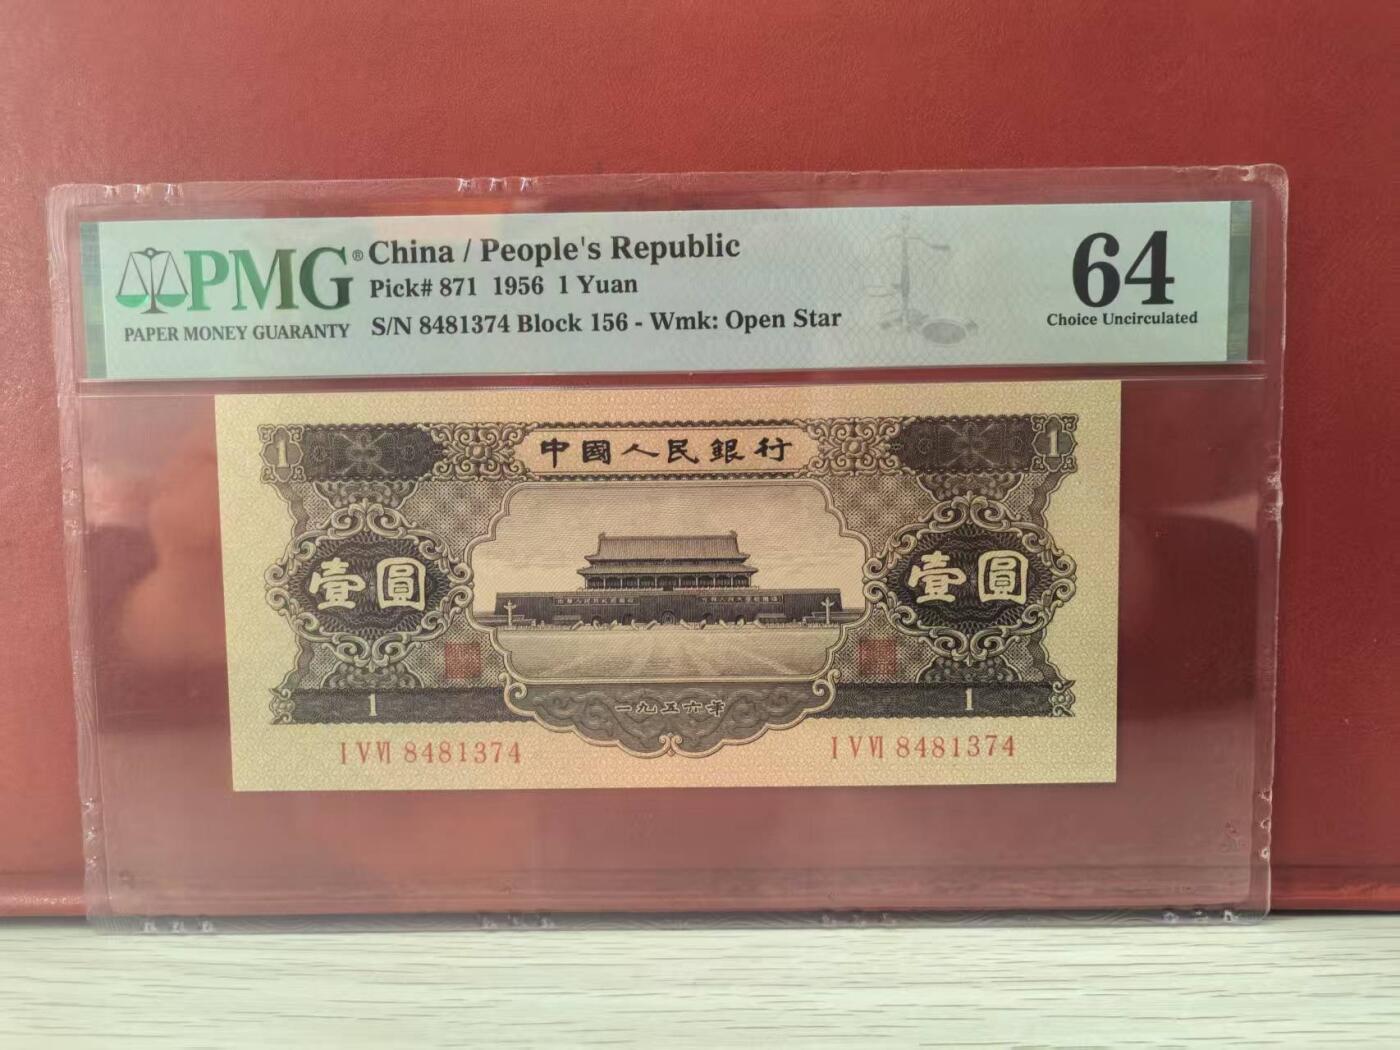 PMG®
PAPER MONEY GUARANTY
China / People's Republic
Pick# 871 1956 1 Yuan
S/N 8481374 Block 156 - Wmk: Open Star
64
Choice Uncirculated
中國人民銀行
1
1
壹圓
壹圓
1
1
一九五六年
I V VI 8481374
I V VI 8481374